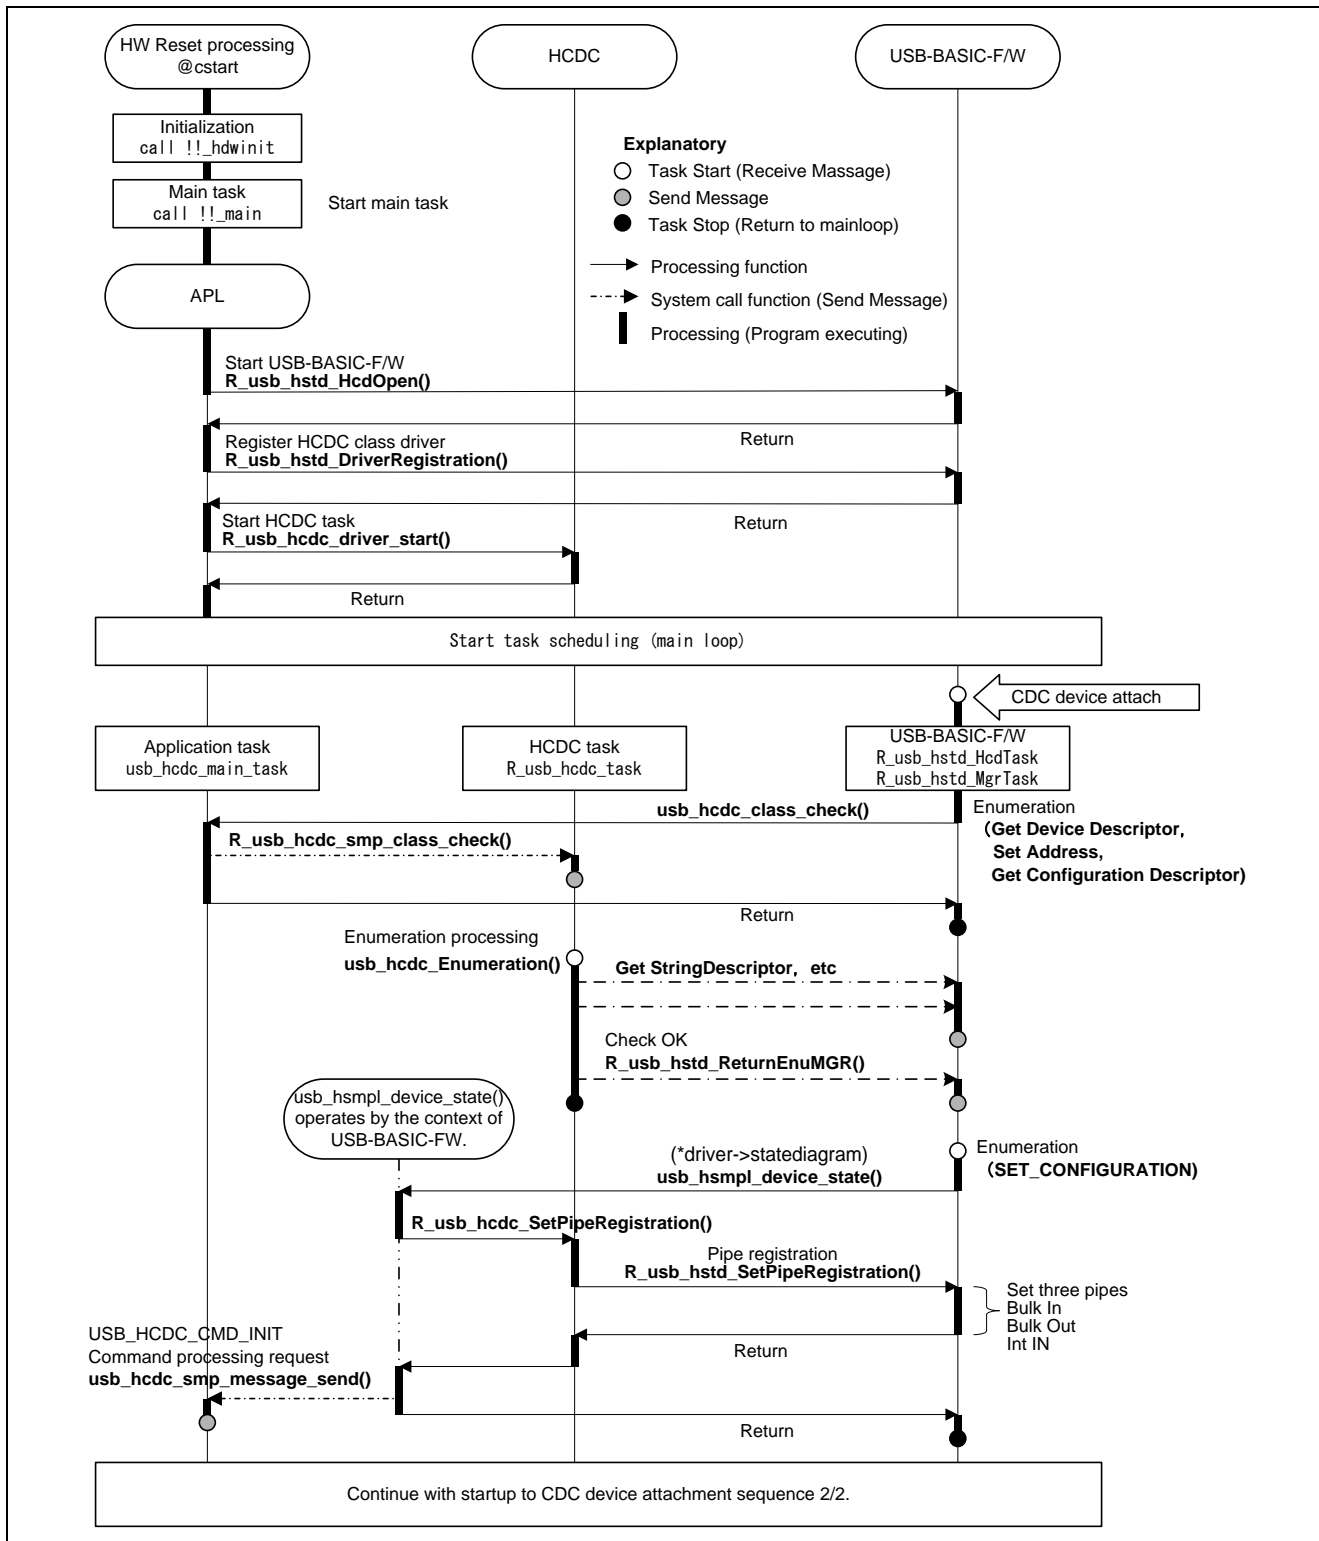 HW Reset processing
@cstart
HCDC
USB-BASIC-F/W
Initialization
call !!_hdwinit
Main task
call !!_main
Start main task
Explanatory
Task Start (Receive Massage)
Send Message
Task Stop (Return to mainloop)
Processing function
System call function (Send Message)
Processing (Program executing)
APL
Start USB-BASIC-F/W
R_usb_hstd_HcdOpen()
Return
Register HCDC class driver
R_usb_hstd_DriverRegistration()
Return
Start HCDC task
R_usb_hcdc_driver_start()
Return
Start task scheduling (main loop)
CDC device attach
Application task
usb_hcdc_main_task
HCDC task
R_usb_hcdc_task
USB-BASIC-F/W
R_usb_hstd_HcdTask
R_usb_hstd_MgrTask
usb_hcdc_class_check()
Enumeration
(Get Device Descriptor,
Set Address,
Get Configuration Descriptor)
R_usb_hcdc_smp_class_check()
Return
Enumeration processing
usb_hcdc_Enumeration()
Get StringDescriptor, etc
Check OK
R_usb_hstd_ReturnEnuMGR()
usb_hsmpl_device_state()
operates by the context of
USB-BASIC-FW.
Enumeration
(SET_CONFIGURATION)
(*driver->statediagram)
usb_hsmpl_device_state()
R_usb_hcdc_SetPipeRegistration()
Pipe registration
R_usb_hstd_SetPipeRegistration()
Set three pipes
Bulk In
Bulk Out
Int IN
Return
USB_HCDC_CMD_INIT
Command processing request
usb_hcdc_smp_message_send()
Return
Continue with startup to CDC device attachment sequence 2/2.